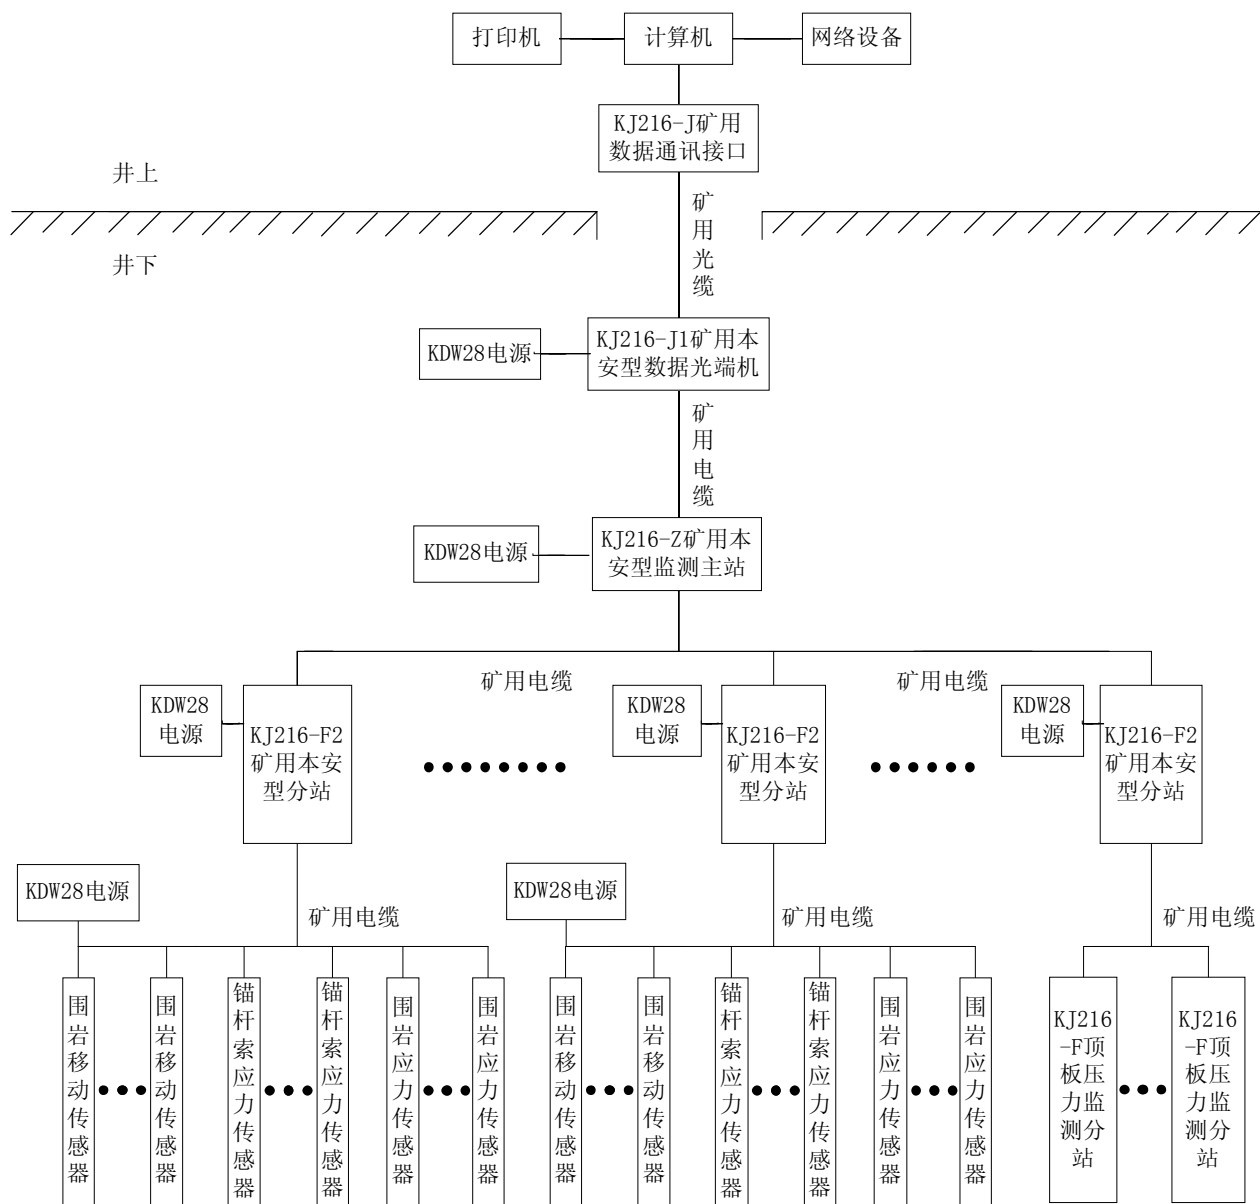 打印机
计算机
网络设备
KJ216-J矿用
数据通讯接口
井上
矿用光缆
井下
KDW28电源
KJ216-J1矿用本
安型数据光端机
矿用电缆
KDW28电源
KJ216-Z矿用本
安型监测主站
矿用电缆
矿用电缆
KDW28
电源
KJ216-F2
矿用本安
型分站
KDW28
电源
KJ216-F2
矿用本安
型分站
KDW28
电源
KJ216-F2
矿用本安
型分站
KDW28电源
矿用电缆
KDW28电源
矿用电缆
矿用电缆
围岩移动传感器
围岩移动传感器
锚杆索应力传感器
锚杆索应力传感器
围岩应力传感器
围岩应力传感器
围岩移动传感器
围岩移动传感器
锚杆索应力传感器
锚杆索应力传感器
围岩应力传感器
围岩应力传感器
KJ216
-F顶
板压
力监
测分
站
KJ216
-F顶
板压
力监
测分
站